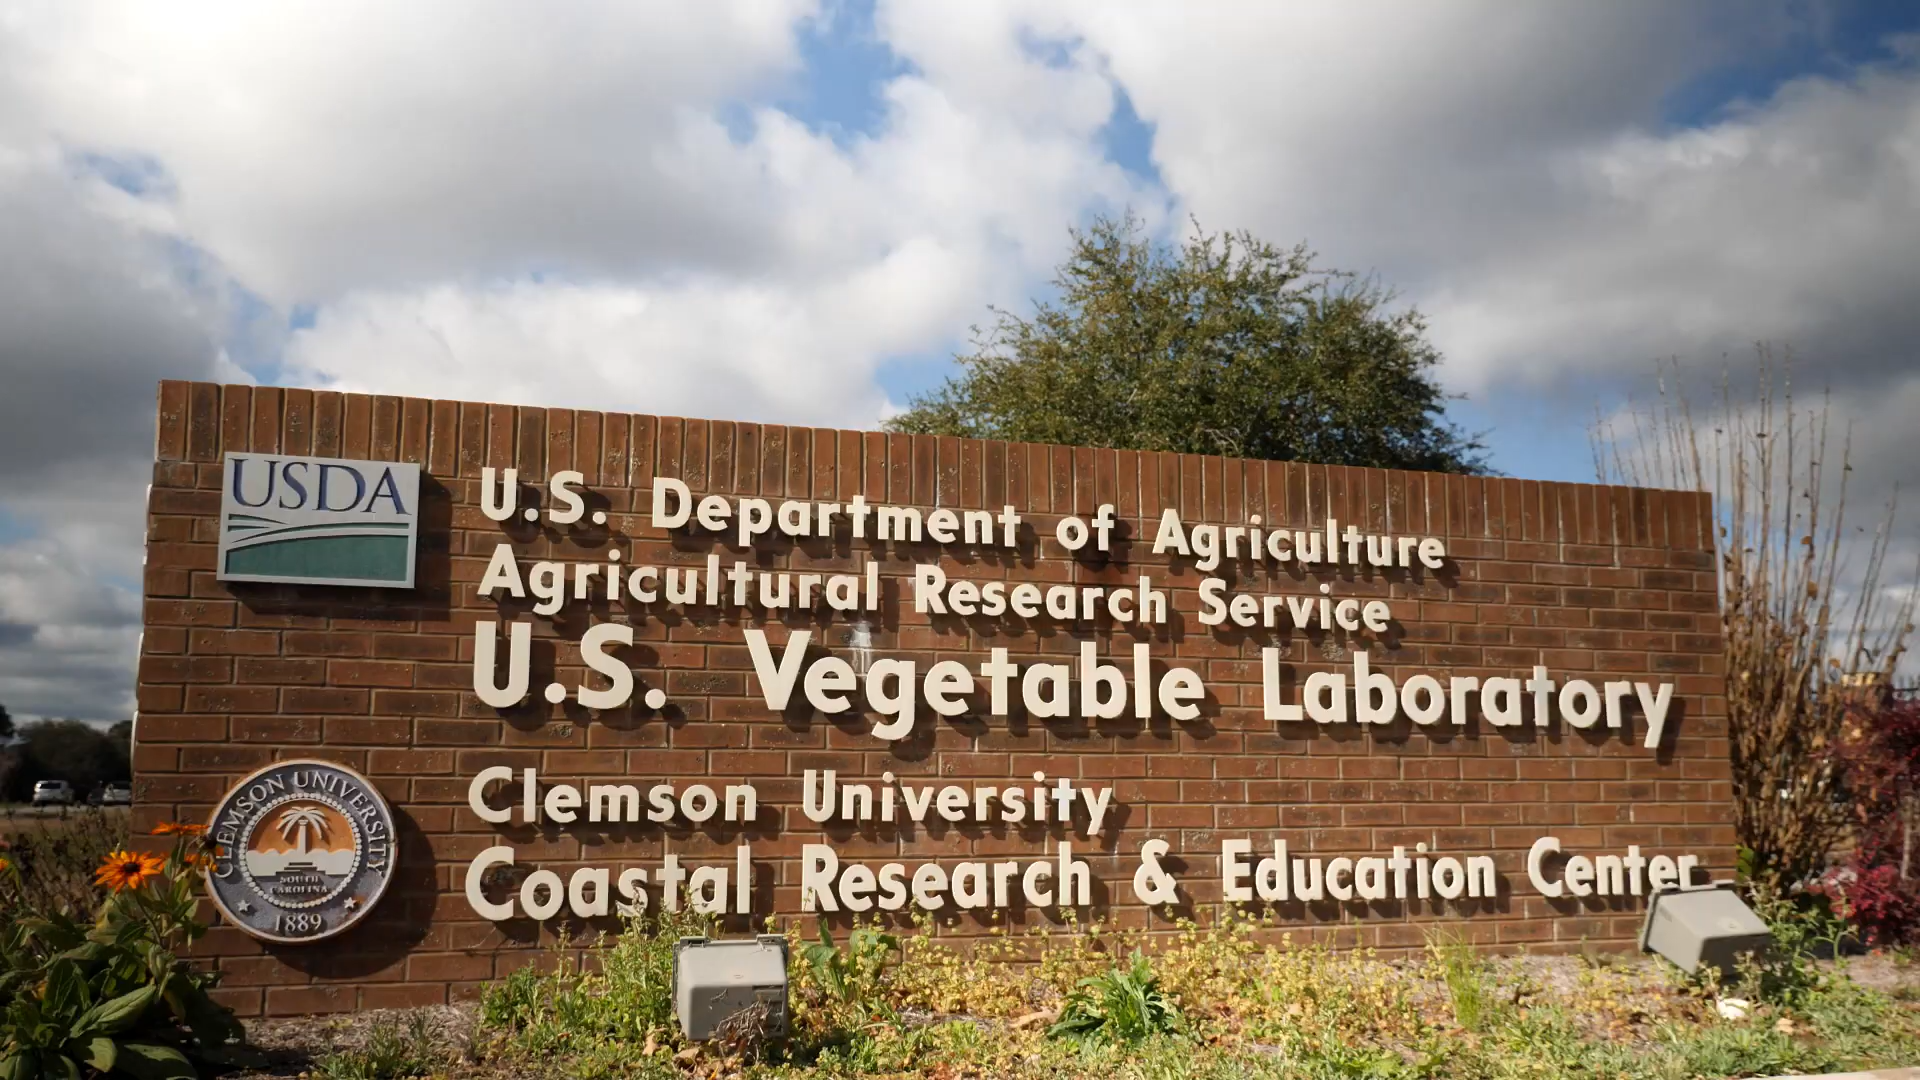 USDA
U.S. Department of Agriculture
Agricultural Research Service
U.S. Vegetable Laboratory
CLEMSON UNIVERSITY
SOUTH
CAROLINA
1889
Clemson University
Coastal Research & Education Center